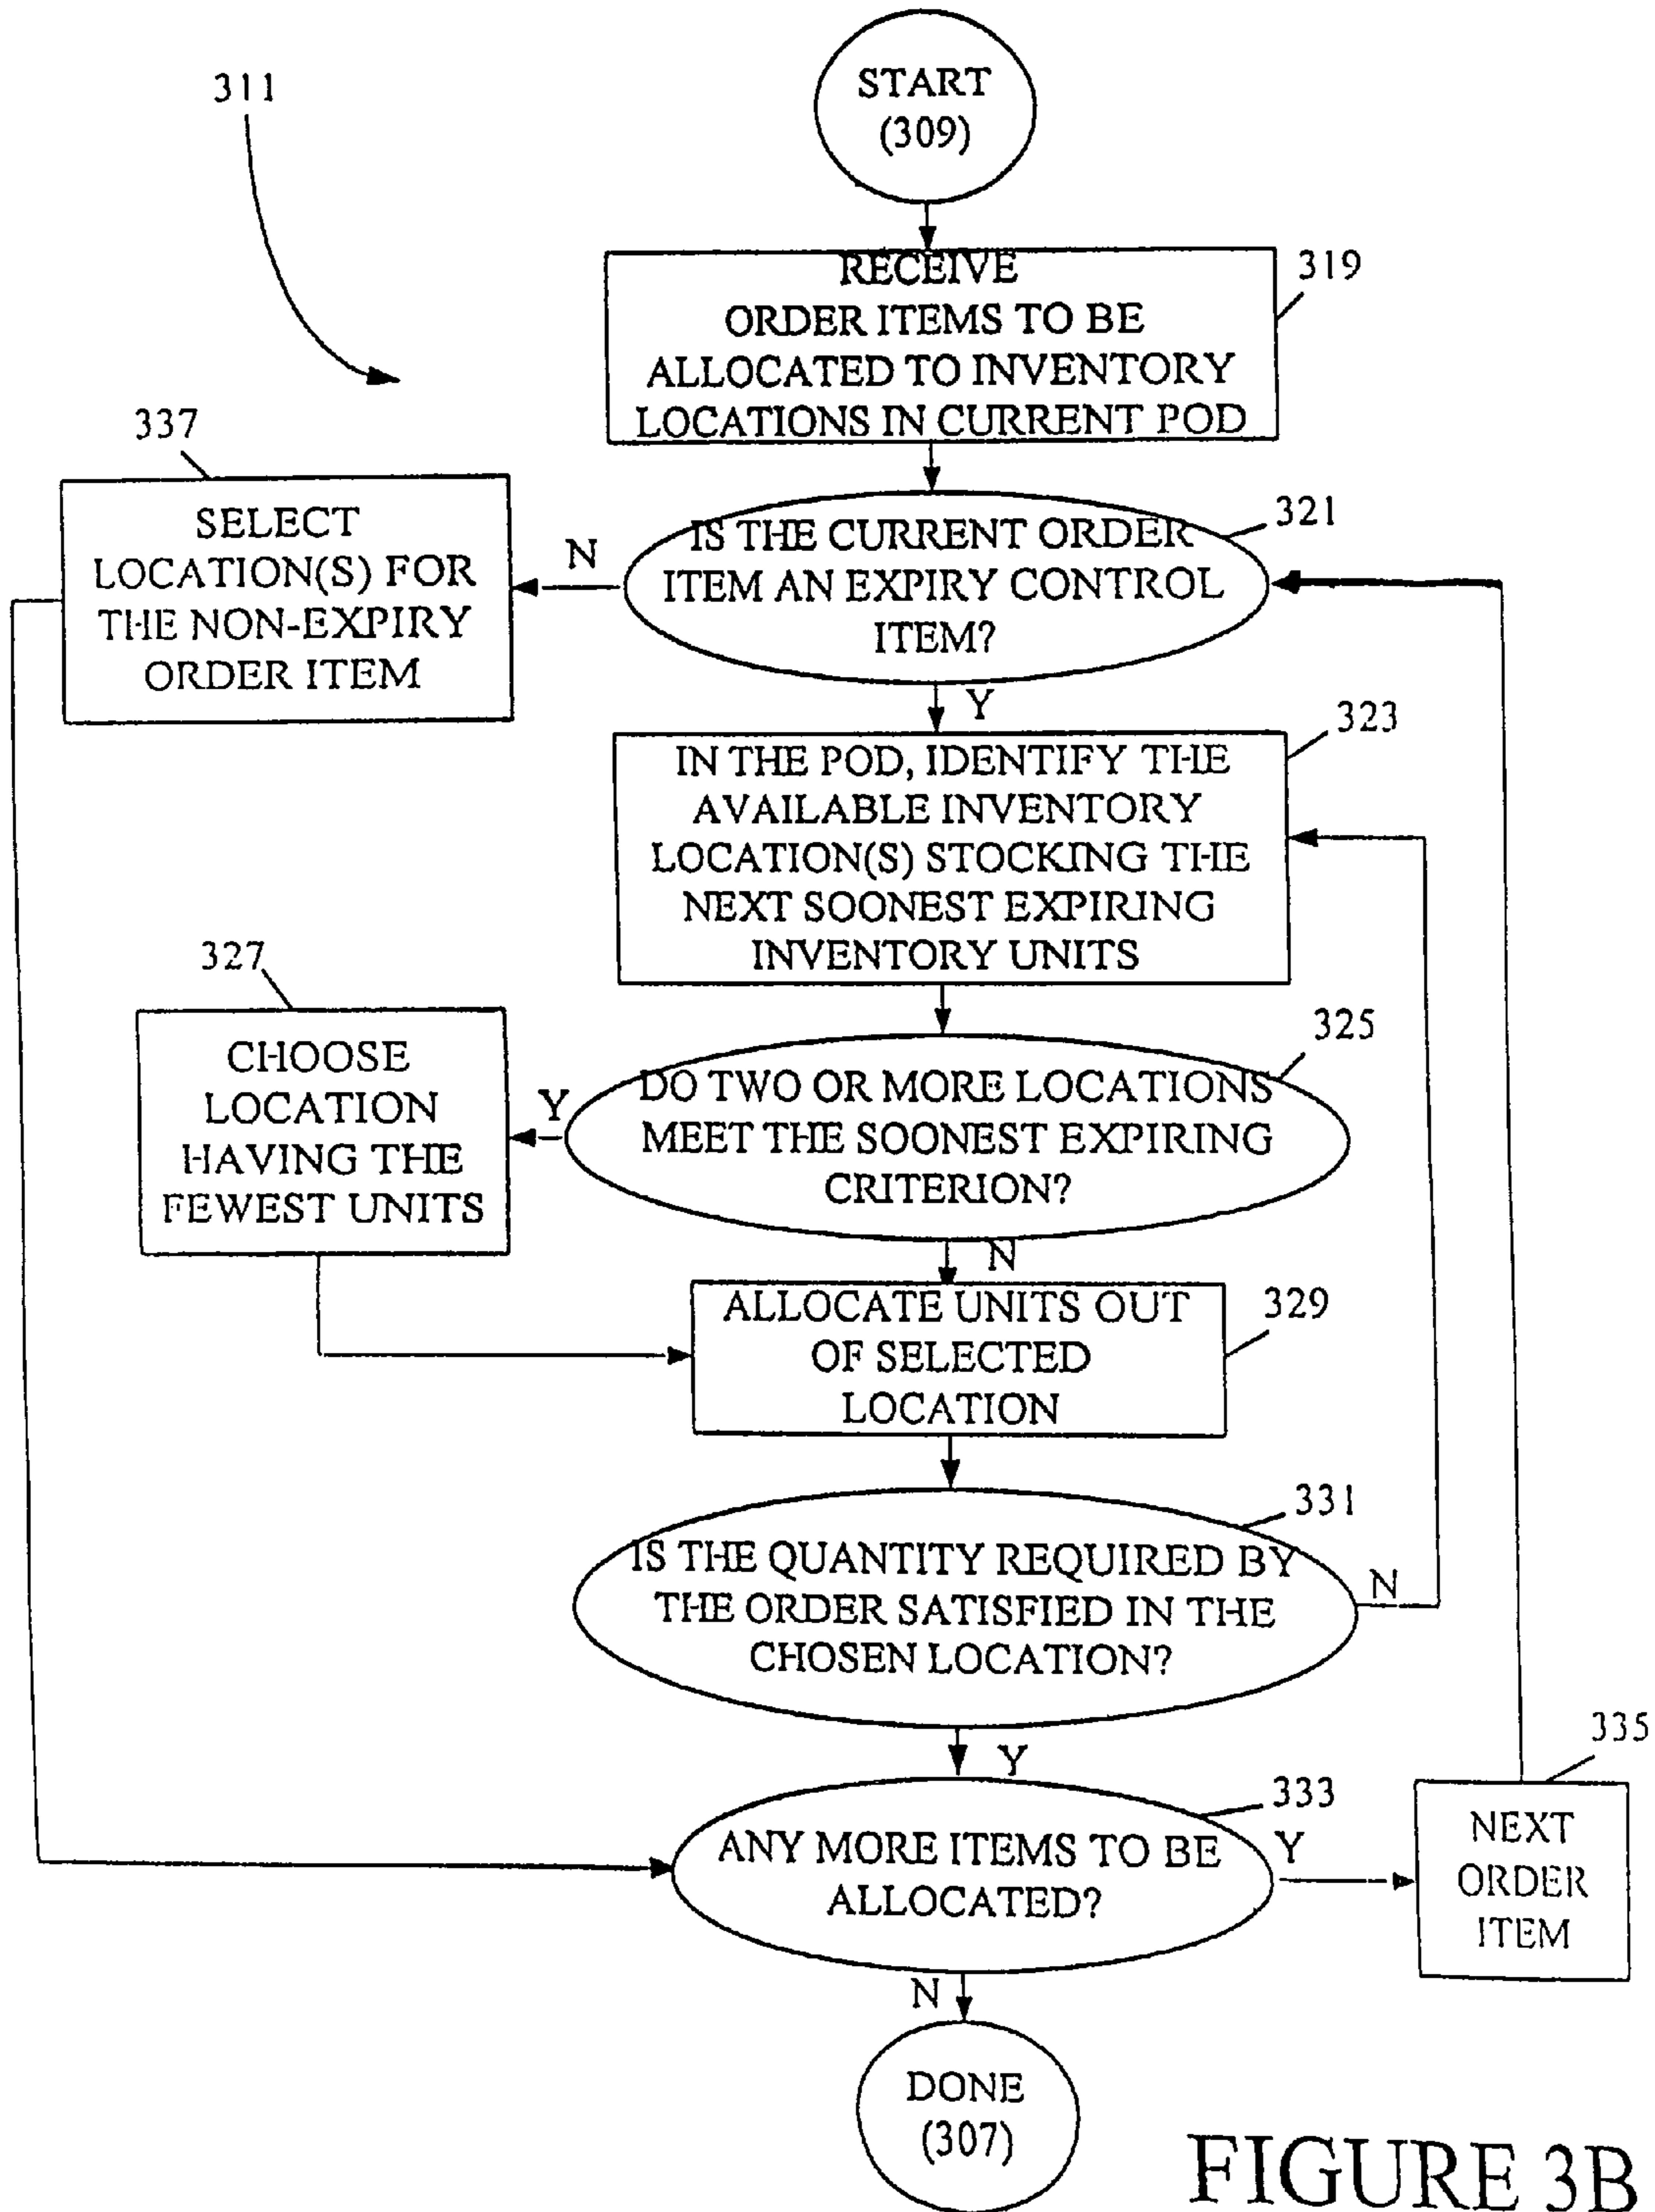 311
START
(309)
RECEIVE
ORDER ITEMS TO BE
ALLOCATED TO INVENTORY
LOCATIONS IN CURRENT POD
319
337
SELECT
LOCATION(S) FOR
THE NON-EXPIRY
ORDER ITEM
N
IS THE CURRENT ORDER
ITEM AN EXPIRY CONTROL
ITEM?
321
Y
323
IN THE POD, IDENTIFY THE
AVAILABLE INVENTORY
LOCATION(S) STOCKING THE
NEXT SOONEST EXPIRING
INVENTORY UNITS
327
CHOOSE
LOCATION
HAVING THE
FEWEST UNITS
Y
DO TWO OR MORE LOCATIONS
MEET THE SOONEST EXPIRING
CRITERION?
325
N
ALLOCATE UNITS OUT
OF SELECTED
LOCATION
329
331
IS THE QUANTITY REQUIRED BY
THE ORDER SATISFIED IN THE
CHOSEN LOCATION?
N
Y
333
ANY MORE ITEMS TO BE
ALLOCATED?
Y
335
NEXT
ORDER
ITEM
N
DONE
(307)
FIGURE 3B